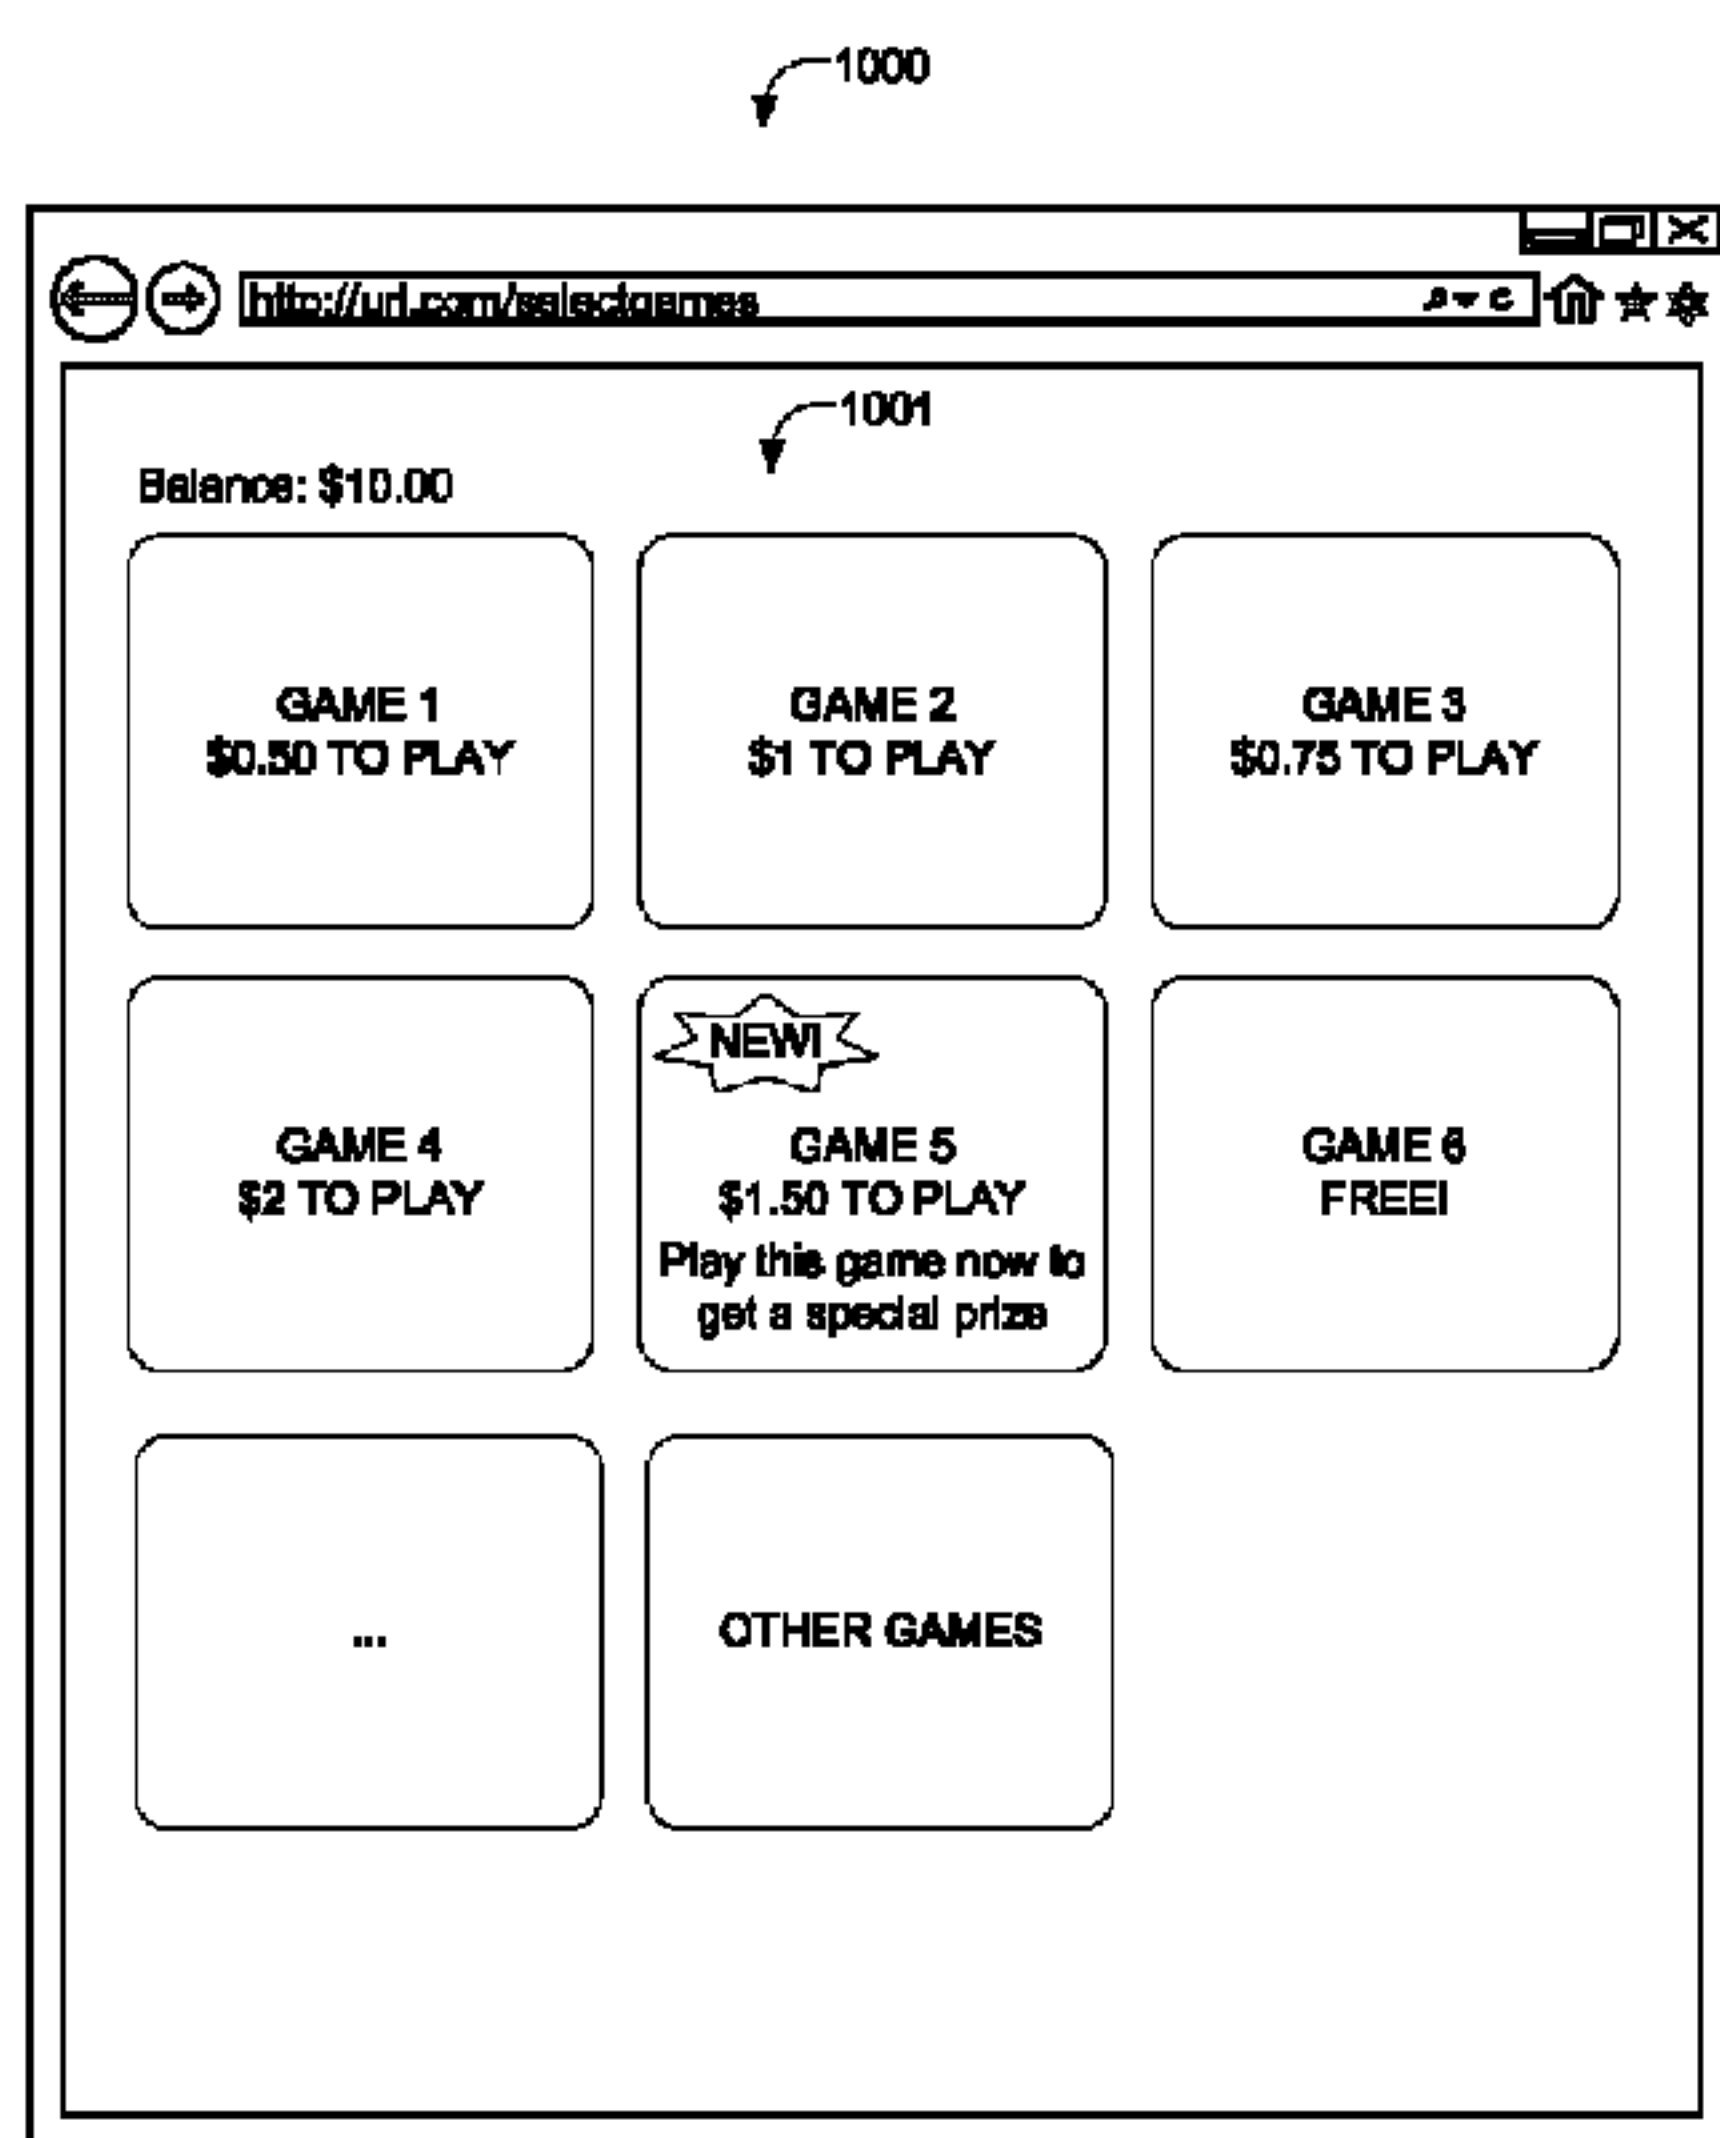 1000
http://url.com/selectgames
1001
Balance: $10.00
GAME 1
$0.50 TO PLAY
GAME 2
$1 TO PLAY
GAME 3
$0.75 TO PLAY
GAME 4
$2 TO PLAY
NEW!
GAME 5
$1.50 TO PLAY
Play this game now to
get a special prize
GAME 6
FREE!
...
OTHER GAMES